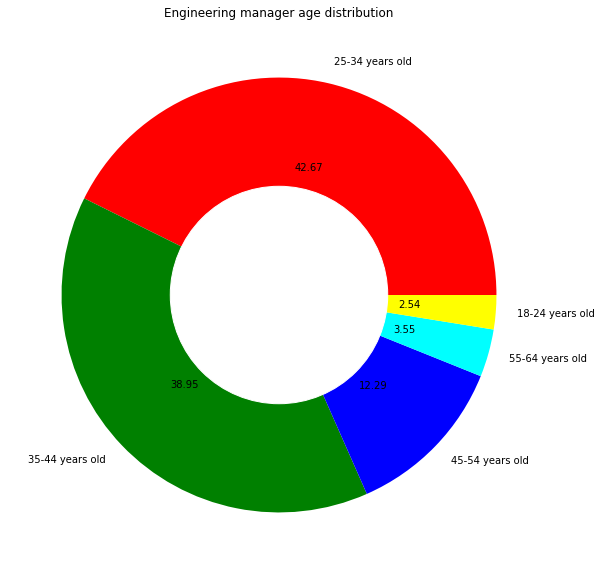 Engineering manager age distribution
25-34 years old
42.67
18-24 years old
2.54
3.55
55-64 years old
38.95
12.29
35-44 years old
45-54 years old